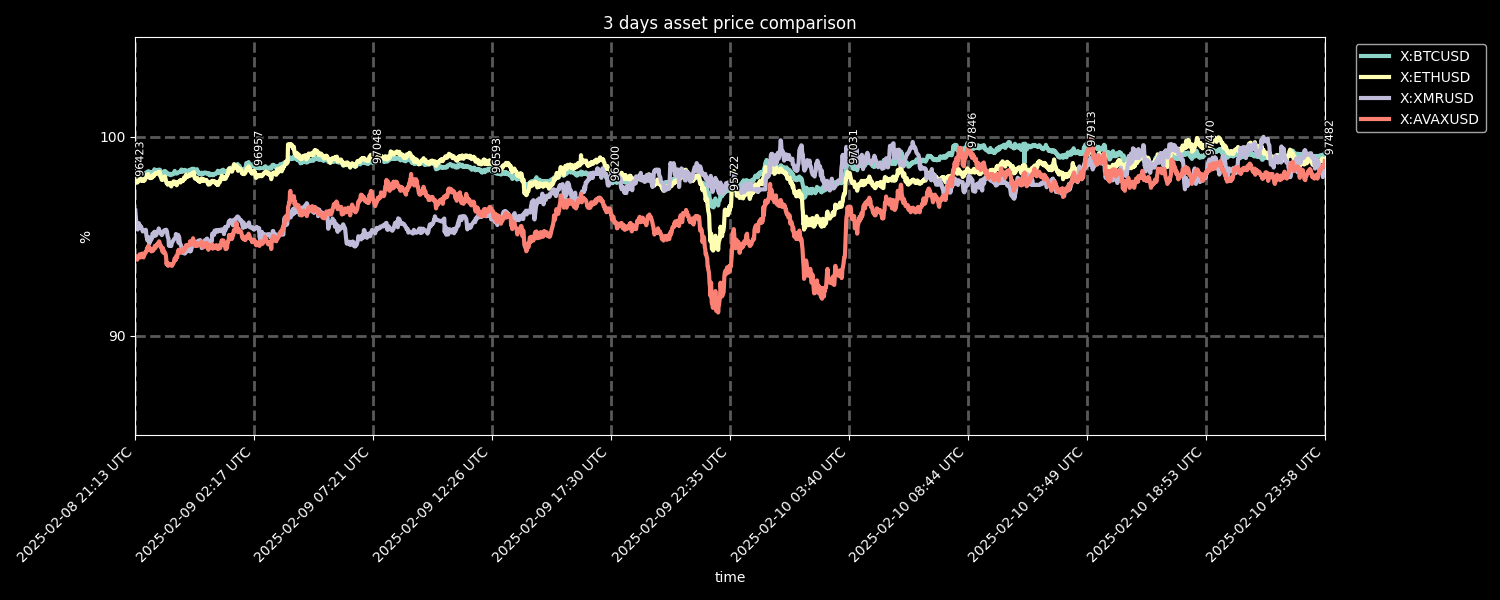 3 days asset price comparison
X:BTCUSD
X:ETHUSD
X:XMRUSD
X:AVAXUSD
100
90
%
96423
96957
97048
96593
96200
95722
97031
97846
97913
97470
97482
2025-02-08 21:13 UTC
2025-02-09 02:17 UTC
2025-02-09 07:21 UTC
2025-02-09 12:26 UTC
2025-02-09 17:30 UTC
2025-02-09 22:35 UTC
2025-02-10 03:40 UTC
2025-02-10 08:44 UTC
2025-02-10 13:49 UTC
2025-02-10 18:53 UTC
2025-02-10 23:58 UTC
time